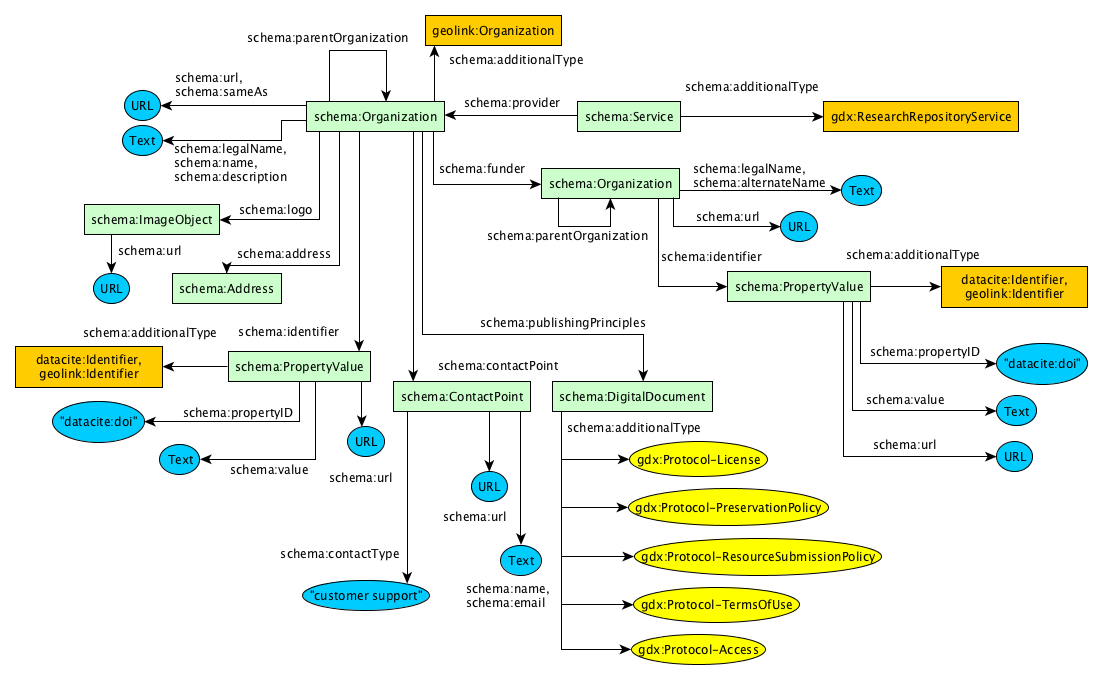 schema:parentOrganization
geolink:Organization
schema:additionalType
schema:url,
schema:sameAs
URL
schema:Organization
schema:provider
schema:Service
schema:additionalType
gdx:ResearchRepositoryService
Text
schema:legalName,
schema:name,
schema:description
schema:funder
schema:Organization
schema:legalName,
schema:alternateName
Text
schema:parentOrganization
schema:url
URL
schema:ImageObject
schema:logo
schema:url
URL
schema:address
schema:Address
schema:identifier
schema:PropertyValue
schema:additionalType
datacite:Identifier,
geolink:Identifier
schema:propertyID
"datacite:doi"
schema:value
Text
schema:url
URL
schema:publishingPrinciples
schema:additionalType
schema:identifier
datacite:Identifier,
geolink:Identifier
schema:PropertyValue
schema:propertyID
"datacite:doi"
schema:value
Text
URL
schema:url
schema:contactPoint
schema:ContactPoint
schema:DigitalDocument
schema:additionalType
gdx:Protocol-License
gdx:Protocol-PreservationPolicy
gdx:Protocol-ResourceSubmissionPolicy
gdx:Protocol-TermsOfUse
gdx:Protocol-Access
URL
schema:url
schema:contactType
"customer support"
Text
schema:name,
schema:email